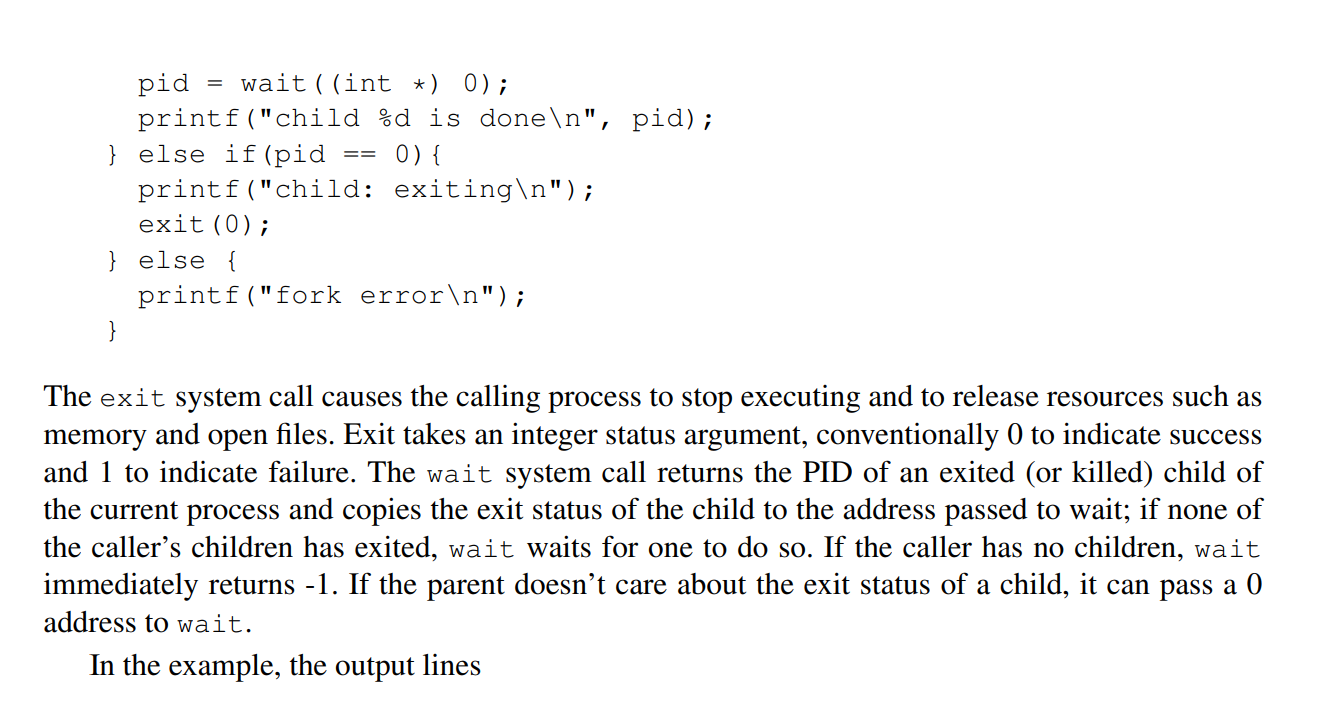 pid = wait((int *) 0);
printf("child %d is done\n", pid);
} else if(pid == 0){
printf("child: exiting\n");
exit(0);
} else {
printf("fork error\n");
}
The exit system call causes the calling process to stop executing and to release resources such as
memory and open files. Exit takes an integer status argument, conventionally 0 to indicate success
and 1 to indicate failure. The wait system call returns the PID of an exited (or killed) child of
the current process and copies the exit status of the child to the address passed to wait; if none of
the caller’s children has exited, wait waits for one to do so. If the caller has no children, wait
immediately returns -1. If the parent doesn’t care about the exit status of a child, it can pass a 0
address to wait.
In the example, the output lines